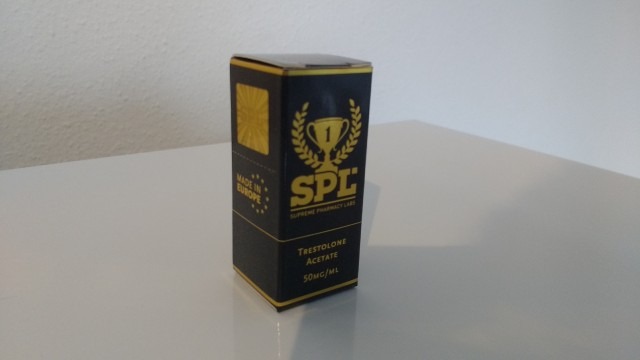 MADE IN
EUROPE
1
SPL
SUPREME PHARMACY LABS
TRESTOLONE
ACETATE
50MG/ML